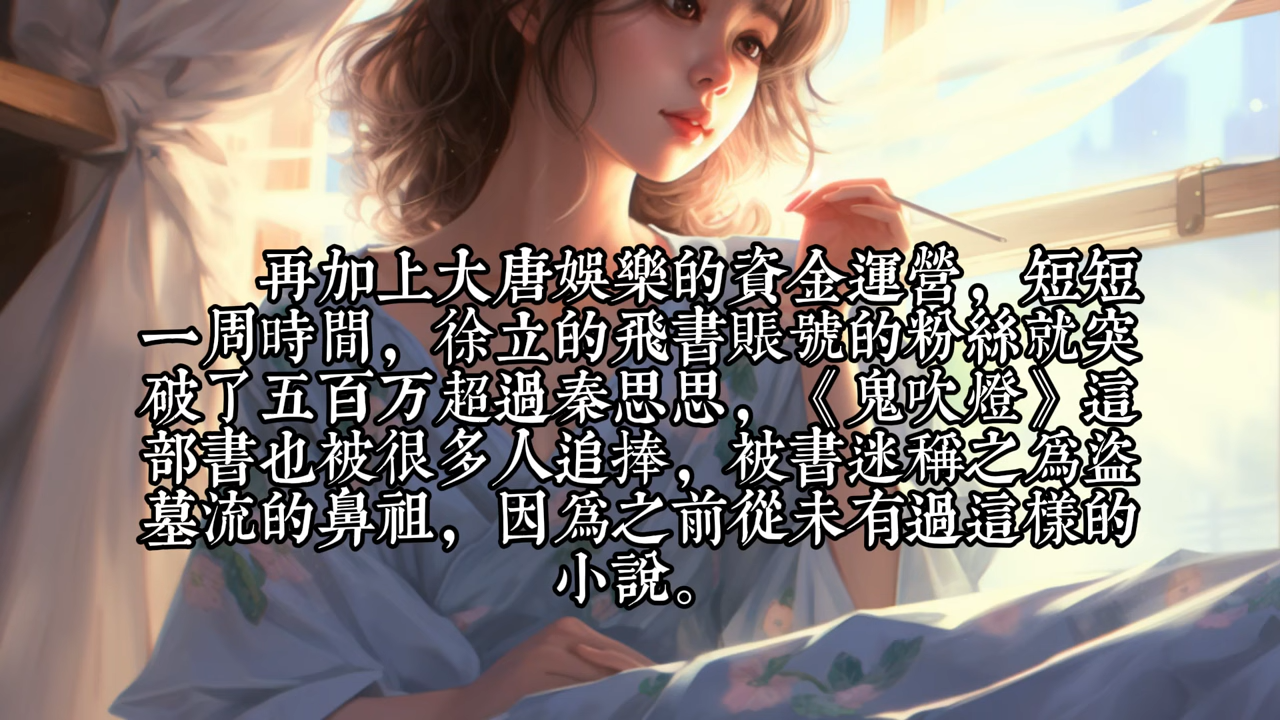 再加上大唐娛樂的資金運營，短短
一周時間，徐立的飛書賬號的粉絲就突
破了五百万超過秦思思，《鬼吹燈》這
部書也被很多人追捧，被書迷稱之爲盜
墓流的鼻祖，因爲之前從未有過這樣的
小說。